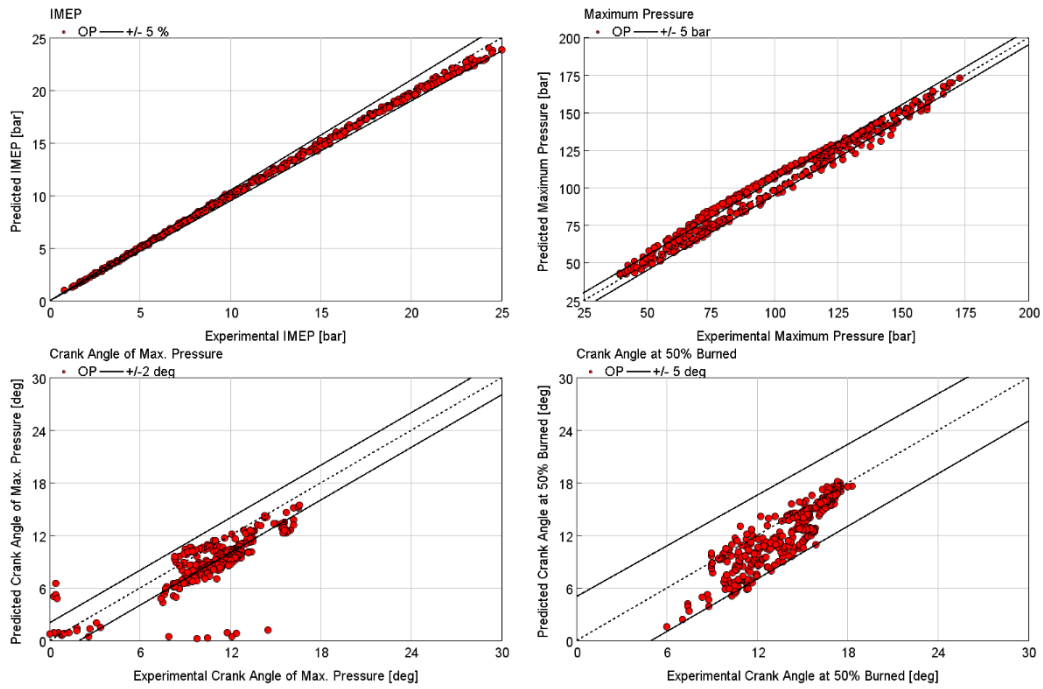 IMEP
OP +/- 5 %
25
20
15
10
5
0
0 5 10 15 20 25
Predicted IMEP [bar]
Experimental IMEP [bar]
Maximum Pressure
OP +/- 5 bar
200
175
150
125
100
75
50
25
25 50 75 100 125 150 175 200
Predicted Maximum Pressure [bar]
Experimental Maximum Pressure [bar]
Crank Angle of Max. Pressure
OP +/-2 deg
30
24
18
12
6
0
0 6 12 18 24 30
Predicted Crank Angle of Max. Pressure [deg]
Experimental Crank Angle of Max. Pressure [deg]
Crank Angle at 50% Burned
OP +/- 5 deg
30
24
18
12
6
0
0 6 12 18 24 30
Predicted Crank Angle at 50% Burned [deg]
Experimental Crank Angle at 50% Burned [deg]